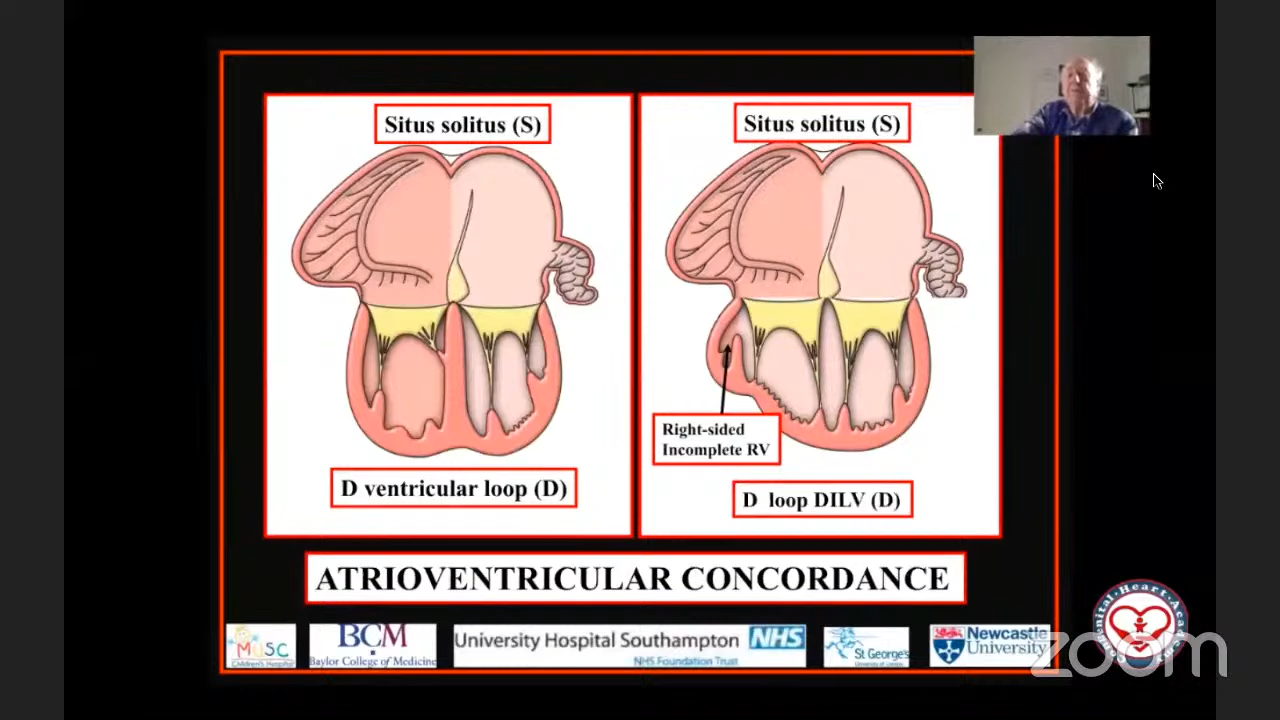 Situs solitus (S)
Situs solitus (S)
Right-sided
Incomplete RV
D ventricular loop (D)
D loop DILV (D)
ATRIOVENTRICULAR CONCORDANCE
MUSC
Children's Hospital
BCM
Baylor College of Medicine
University Hospital Southampton NHS
NHS Foundation Trust
St George's
University of London
Newcastle
University
zoom